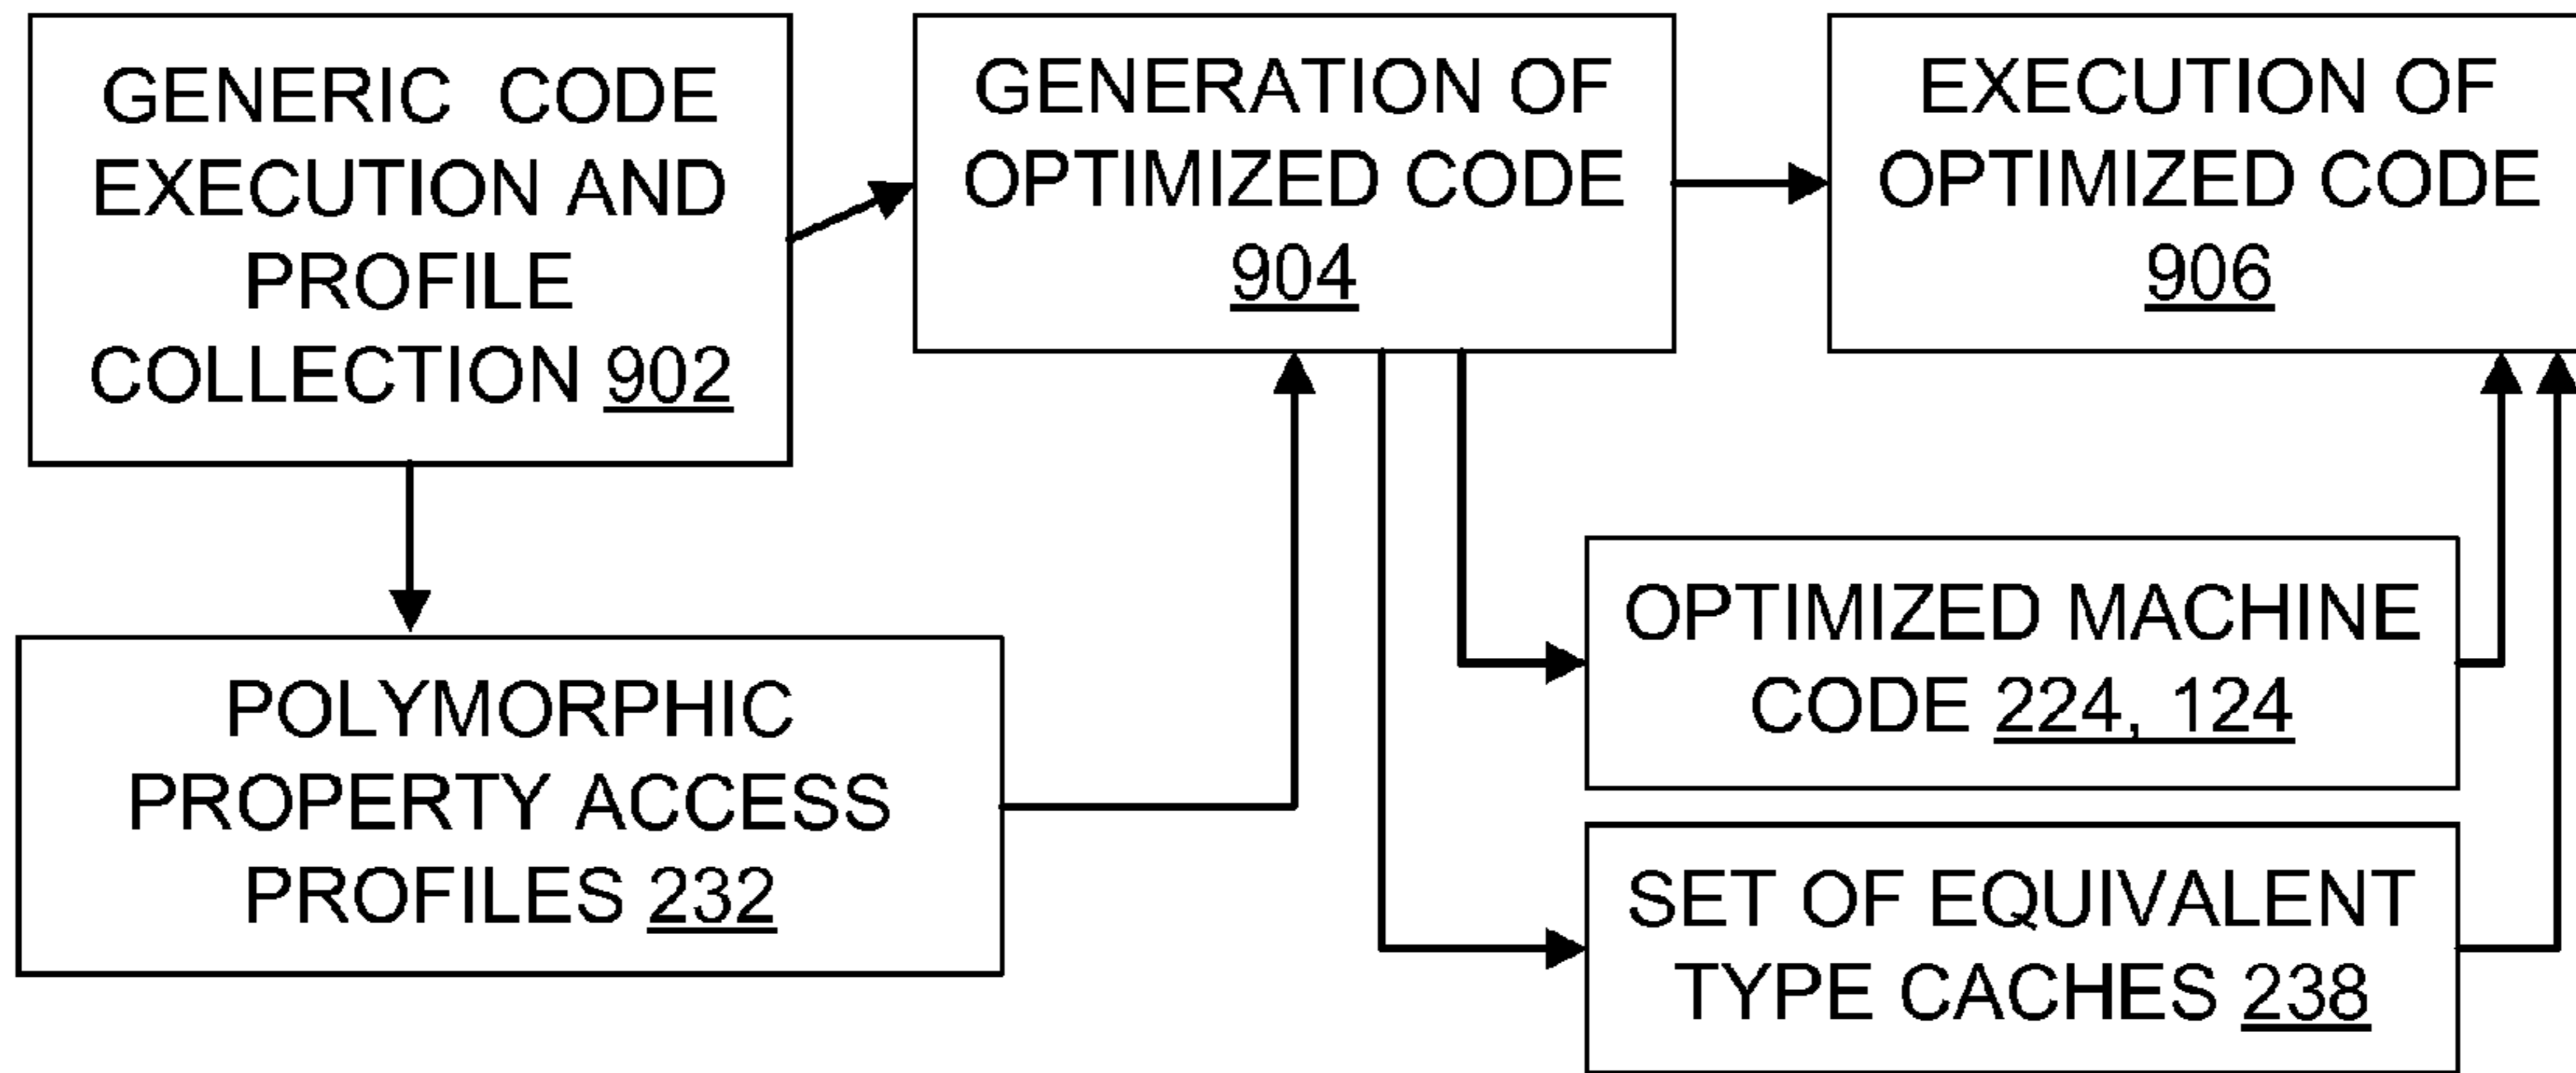 GENERIC CODE
EXECUTION AND
PROFILE
COLLECTION 902
GENERATION OF
OPTIMIZED CODE
904
EXECUTION OF
OPTIMIZED CODE
906
POLYMORPHIC
PROPERTY ACCESS
PROFILES 232
OPTIMIZED MACHINE
CODE 224, 124
SET OF EQUIVALENT
TYPE CACHES 238